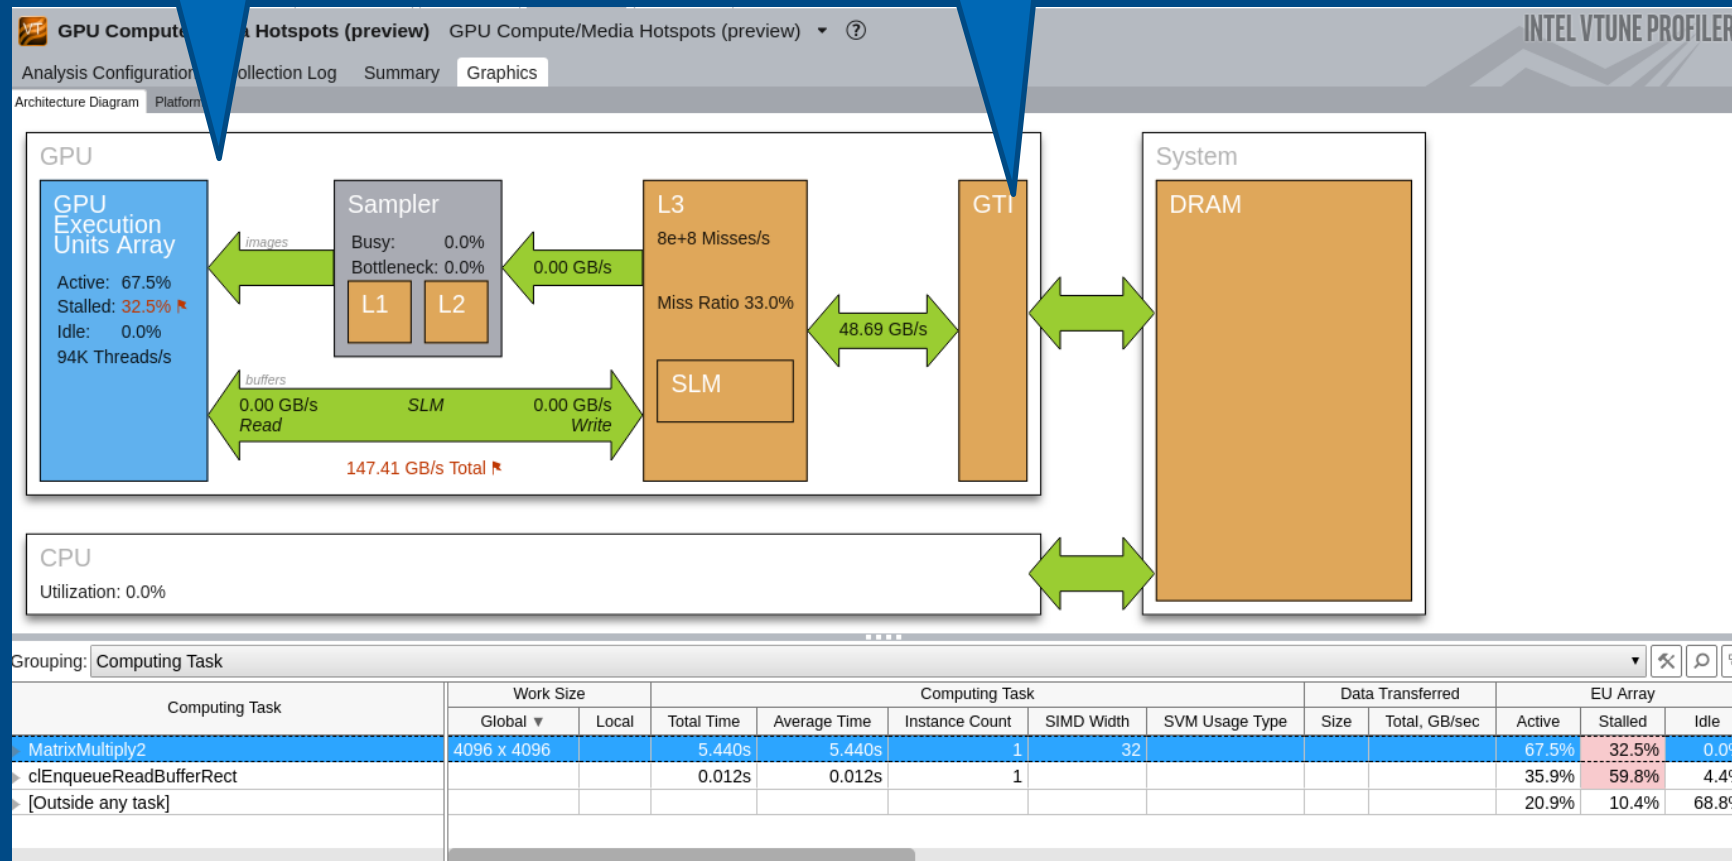 GPU Compute Hotspots (preview) GPU Compute/Media Hotspots (preview)
INTEL VTUNE PROFILER
Analysis Configuration ollection Log Summary Graphics
Architecture Diagram Platform
GPU
GPU
Execution
Units Array
Active: 67.5%
Stalled: 32.5%
Idle: 0.0%
94K Threads/s
images
Sampler
Busy: 0.0%
Bottleneck: 0.0%
L1 L2
0.00 GB/s
buffers
0.00 GB/s SLM 0.00 GB/s
Read Write
147.41 GB/s Total
L3
8e+8 Misses/s
Miss Ratio 33.0%
SLM
48.69 GB/s
GTI
System
DRAM
CPU
Utilization: 0.0%
Grouping: Computing Task
Computing Task Work Size Computing Task Data Transferred EU Array
Global Local Total Time Average Time Instance Count SIMD Width SVM Usage Type Size Total, GB/sec Active Stalled Idle
MatrixMultiply2 4096 x 4096 5.440s 5.440s 1 32 67.5% 32.5% 0.0%
clEnqueueReadBufferRect 0.012s 0.012s 1 35.9% 59.8% 4.4%
[Outside any task] 20.9% 10.4% 68.8%